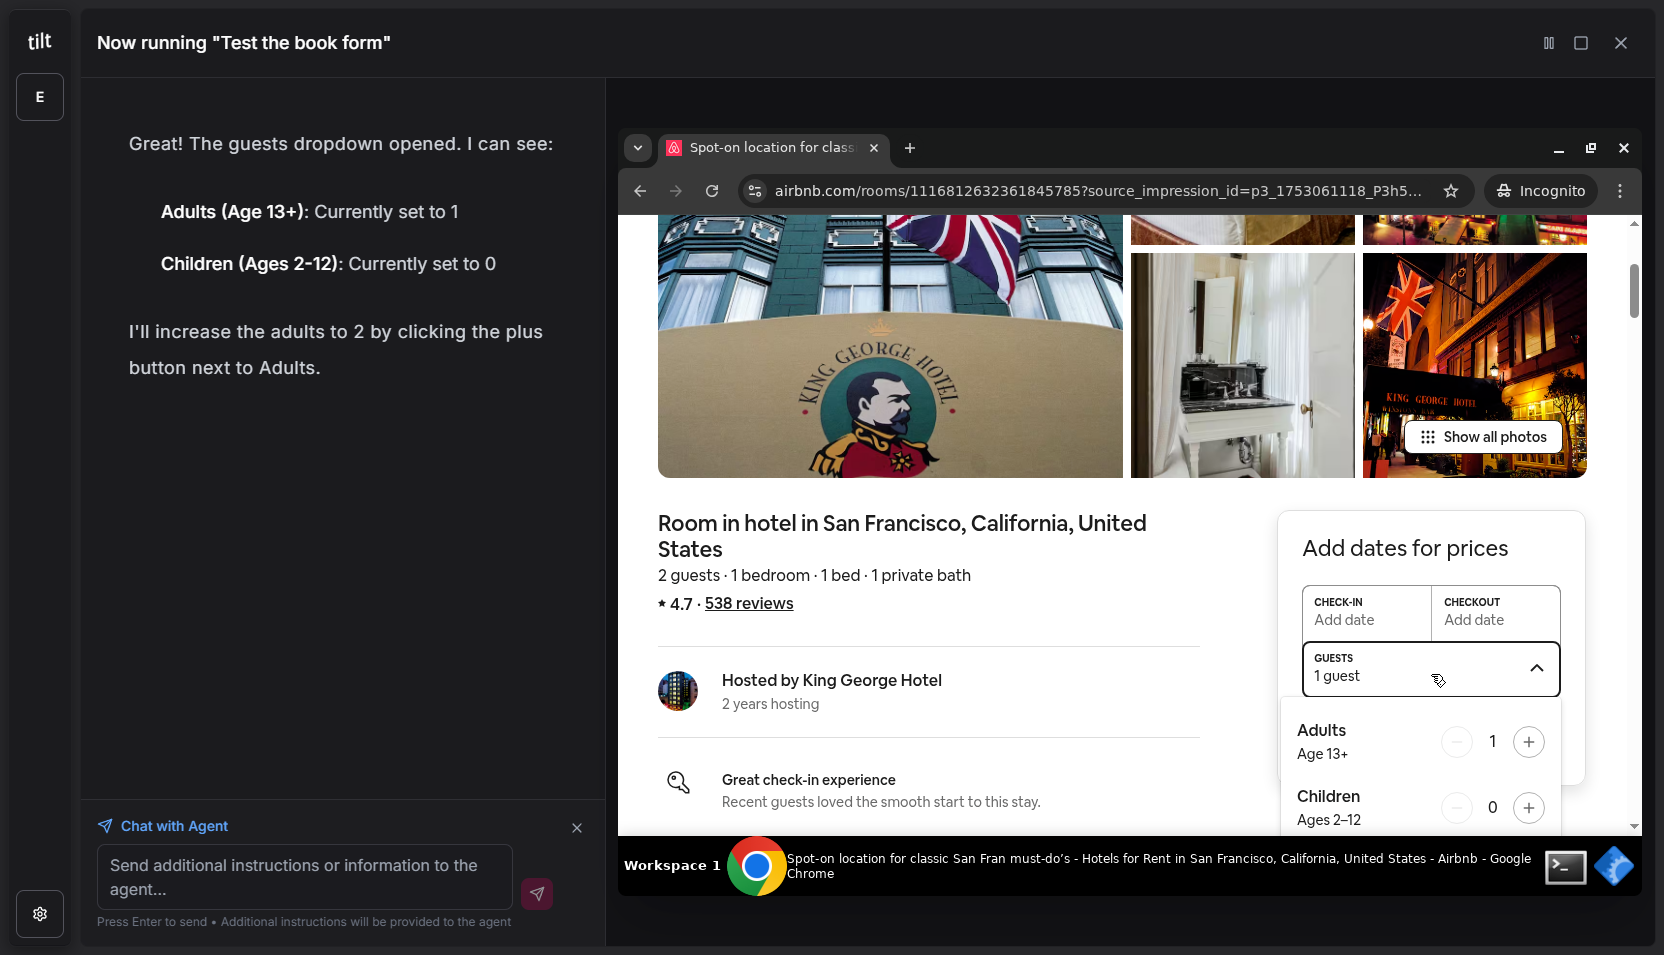 tilt
E
Now running "Test the book form"
Great! The guests dropdown opened. I can see:
Adults (Age 13+): Currently set to 1
Children (Ages 2-12): Currently set to 0
I'll increase the adults to 2 by clicking the plus
button next to Adults.
Chat with Agent
Send additional instructions or information to the
agent...
Press Enter to send • Additional instructions will be provided to the agent
Spot-on location for class
airbnb.com/rooms/1116812632361845785?source_impression_id=p3_1753061118_P3h5...
Incognito
KING GEORGE HOTEL
KING GEORGE HOTEL
Show all photos
Room in hotel in San Francisco, California, United
States
2 guests · 1 bedroom · 1 bed · 1 private bath
4.7 · 538 reviews
Hosted by King George Hotel
2 years hosting
Great check-in experience
Recent guests loved the smooth start to this stay.
Add dates for prices
CHECK-IN
Add date
CHECKOUT
Add date
GUESTS
1 guest
Adults
Age 13+
1
Children
Ages 2–12
0
Workspace 1
Spot-on location for classic San Fran must-do’s - Hotels for Rent in San Francisco, California, United States - Airbnb - Google
Chrome